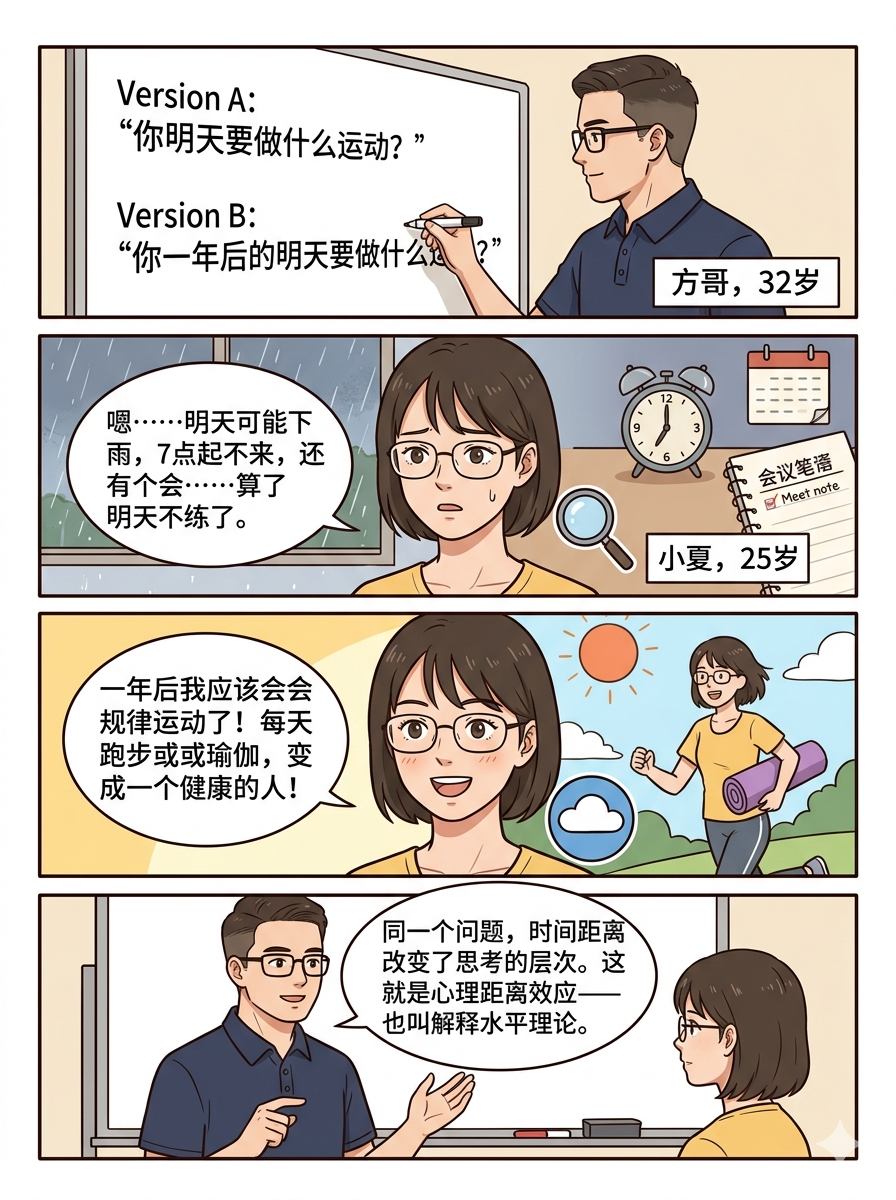 Version A:
“你明天要做什么运动？”
Version B:
“你一年后的明天要做什么运？”
方哥，32岁
嗯……明天可能下
雨，7点起不来，还
有个会……算了
明天不练了。
12
3
6
9
会议笔
Meet note
小夏，25岁
一年后我应该会会
规律运动了！每天
跑步或或瑜伽，变
成一个健康的人！
同一个问题，时间距离
改变了思考的层次。这
就是心理距离效应——
也叫解释水平理论。